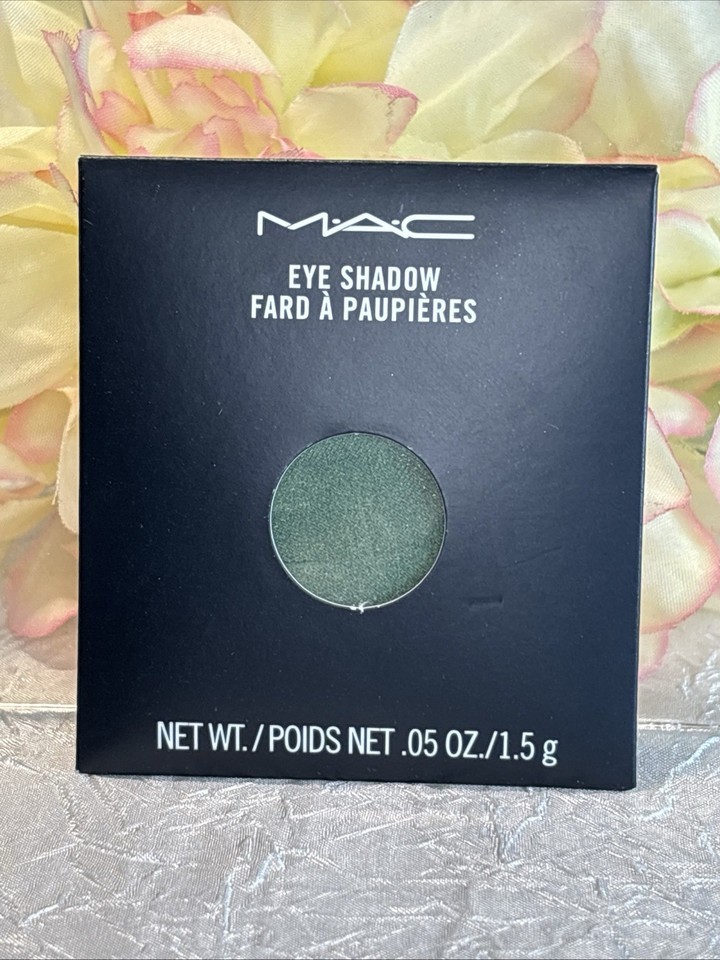 M·A·C
EYE SHADOW
FARD À PAUPIÈRES
NET WT. / POIDS NET .05 OZ./1.5 g